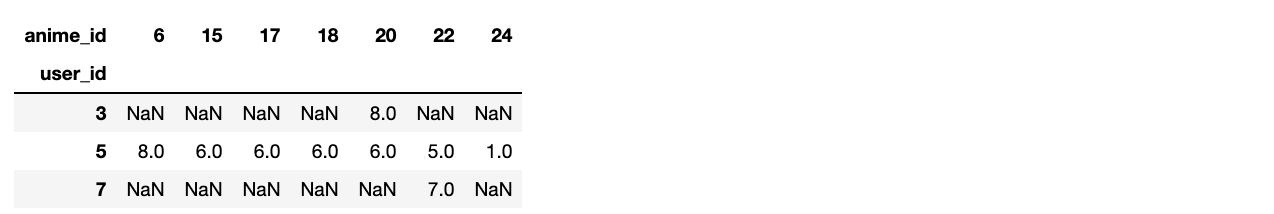 anime_id 6 15 17 18 20 22 24
user_id
3 NaN NaN NaN NaN 8.0 NaN NaN
5 8.0 6.0 6.0 6.0 6.0 5.0 1.0
7 NaN NaN NaN NaN NaN 7.0 NaN